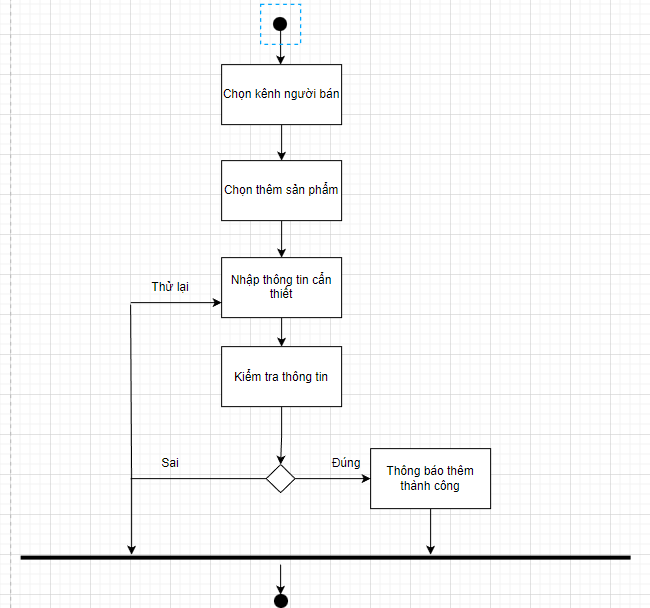 Chọn kênh người bán
Chọn thêm sản phẩm
Nhập thông tin cần
thiết
Thử lại
Kiểm tra thông tin
Sai
Đúng
Thông báo thêm
thành công